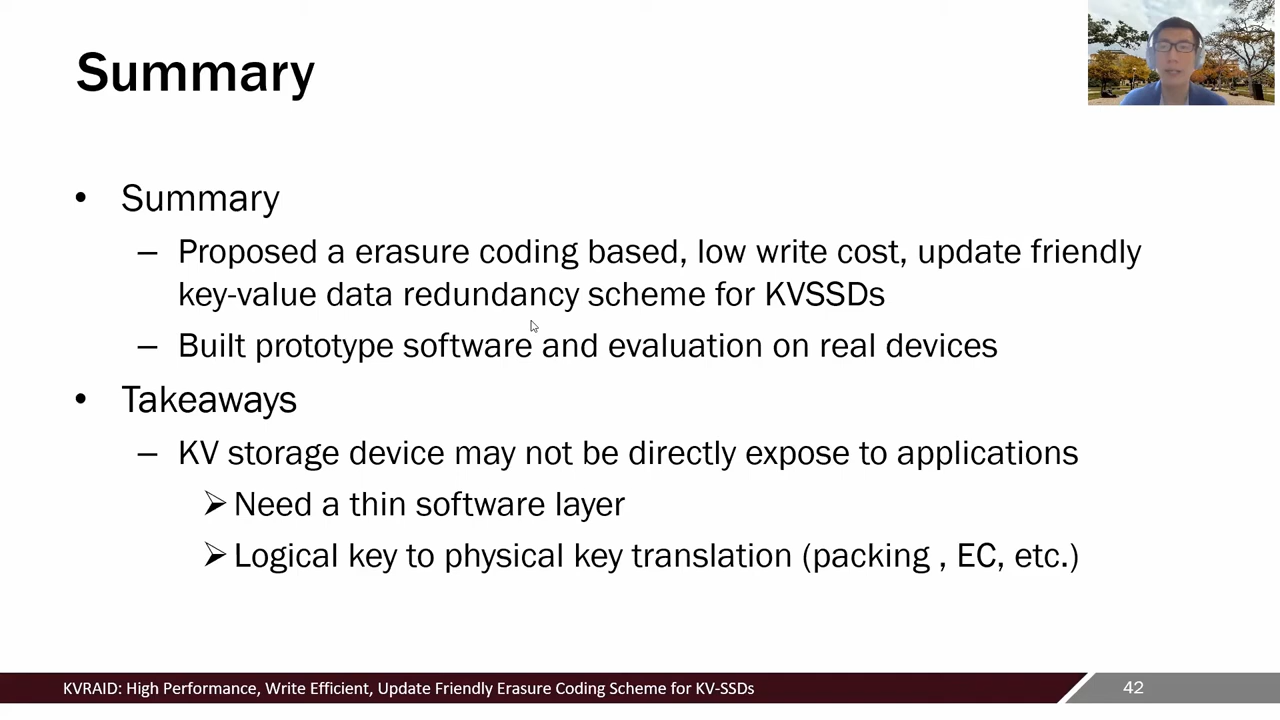 Summary
• Summary
– Proposed a erasure coding based, low write cost, update friendly
key-value data redundancy scheme for KVSSDs
– Built prototype software and evaluation on real devices
• Takeaways
– KV storage device may not be directly expose to applications
➢ Need a thin software layer
➢ Logical key to physical key translation (packing , EC, etc.)
KVRAID: High Performance, Write Efficient, Update Friendly Erasure Coding Scheme for KV-SSDs
42